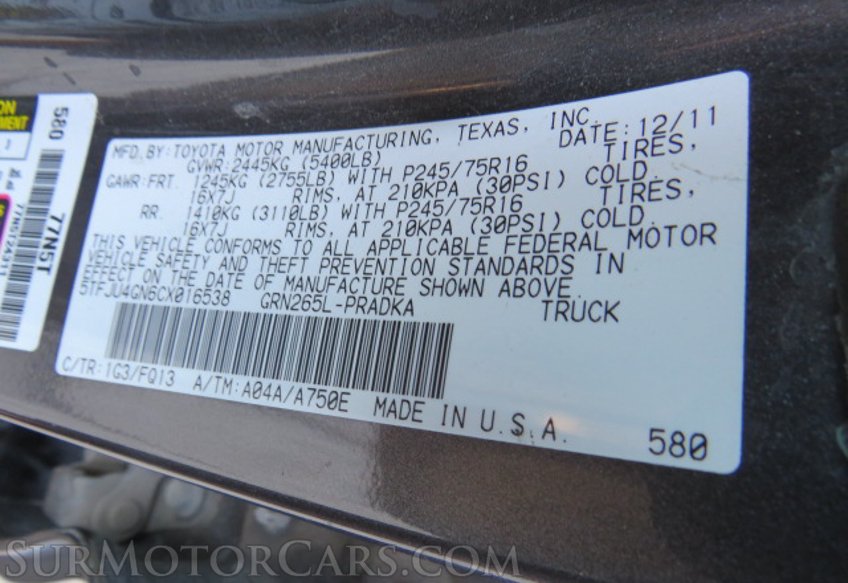 MFD.BY:TOYOTA MOTOR MANUFACTURING, TEXAS, INC.
GVWR:2445KG (5400LB) DATE:12/11
GAWR:FRT. 1245KG (2755LB) WITH P245/75R16 TIRES,
16X7J RIMS, AT 210KPA (30PSI) COLD.
RR. 1410KG (3110LB) WITH P245/75R16 TIRES,
16X7J RIMS, AT 210KPA (30PSI) COLD.
THIS VEHICLE CONFORMS TO ALL APPLICABLE FEDERAL MOTOR
VEHICLE SAFETY AND THEFT PREVENTION STANDARDS IN
EFFECT ON THE DATE OF MANUFACTURE SHOWN ABOVE.
5TFJU4GN6CX016538 GRN265L-PRADKA TRUCK
C/TR:1G3/FQ13 A/TM:A04A/A750E MADE IN U.S.A.
580
580
77N5T
SURMOTORCARS.COM